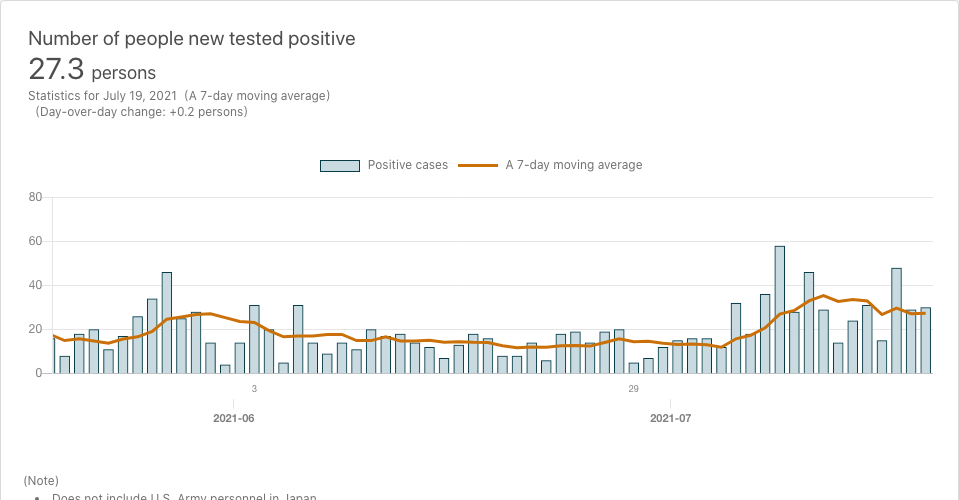 Number of people new tested positive
27.3 persons
Statistics for July 19, 2021 (A 7-day moving average)
(Day-over-day change: +0.2 persons)
Positive cases
A 7-day moving average
80
60
40
20
0
3
29
2021-06
2021-07
(Note)
• Does not include U.S. Army personnel in Japan